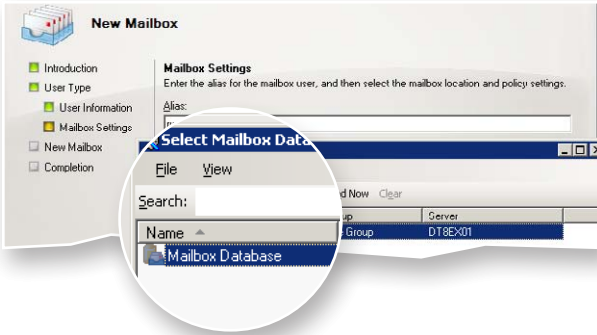 New Mailbox
Introduction
User Type
User Information
Mailbox Settings
New Mailbox
Completion
Mailbox Settings
Enter the alias for the mailbox user, and then select the mailbox location and policy settings.
Alias:
Select Mailbox Data
File View
Search:
d Now Clear
Name
up Server
Mailbox Database
Group DT8EX01